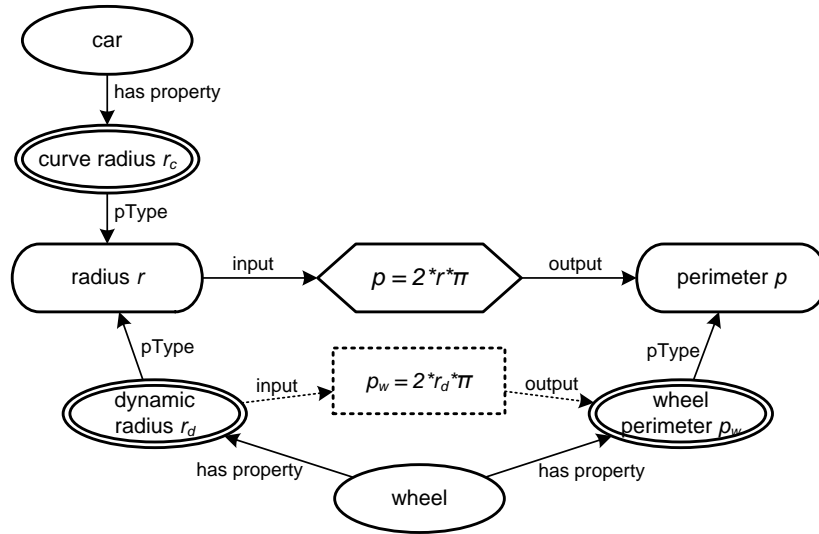 car
has property
curve radius r_c
pType
radius r
input
p = 2*r*π
output
perimeter p
pType
pType
dynamic
radius r_d
input
p_w = 2*r_d*π
output
wheel
perimeter p_w
has property
has property
wheel